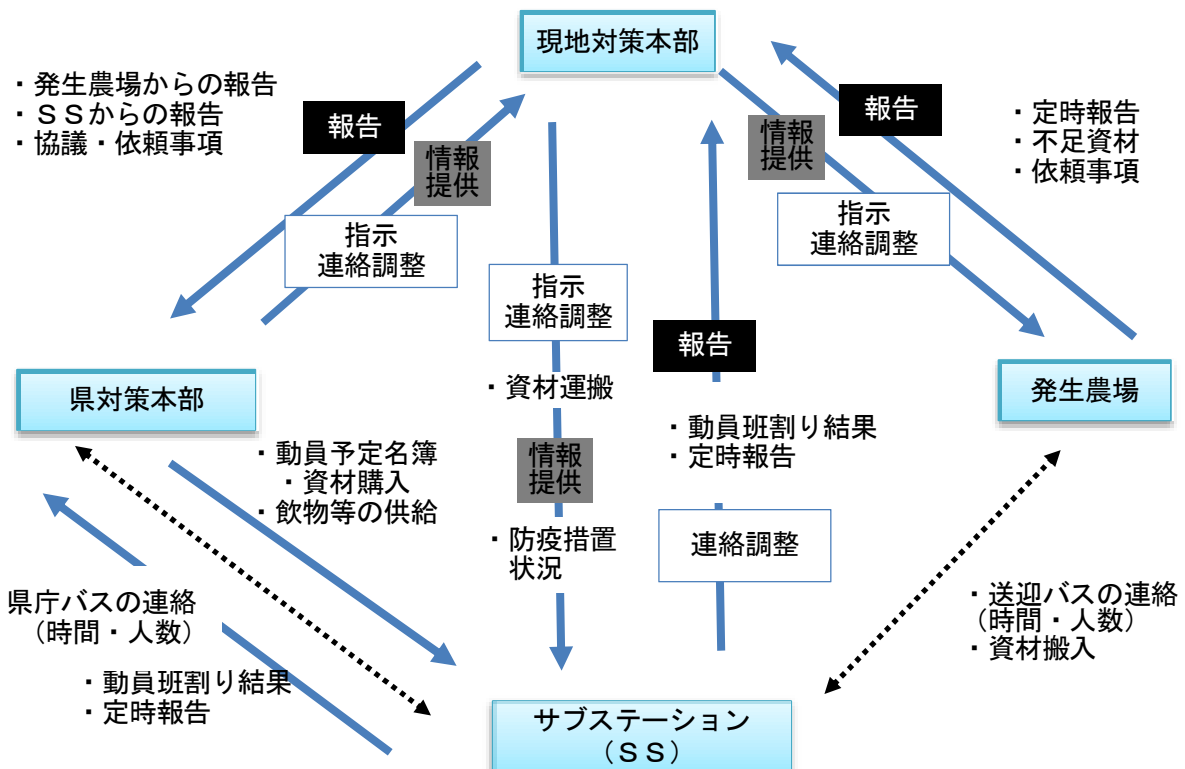 現地対策本部
・発生農場からの報告
・ＳＳからの報告
・協議・依頼事項
報告
情報
提供
指示
連絡調整
指示
連絡調整
・資材運搬
情報
提供
・防疫措置
状況
報告
・動員班割り結果
・定時報告
連絡調整
情報
提供
指示
連絡調整
報告
・定時報告
・不足資材
・依頼事項
県対策本部
発生農場
・動員予定名簿
・資材購入
・飲物等の供給
県庁バスの連絡
（時間・人数）
・動員班割り結果
・定時報告
・送迎バスの連絡
（時間・人数）
・資材搬入
サブステーション
（ＳＳ）